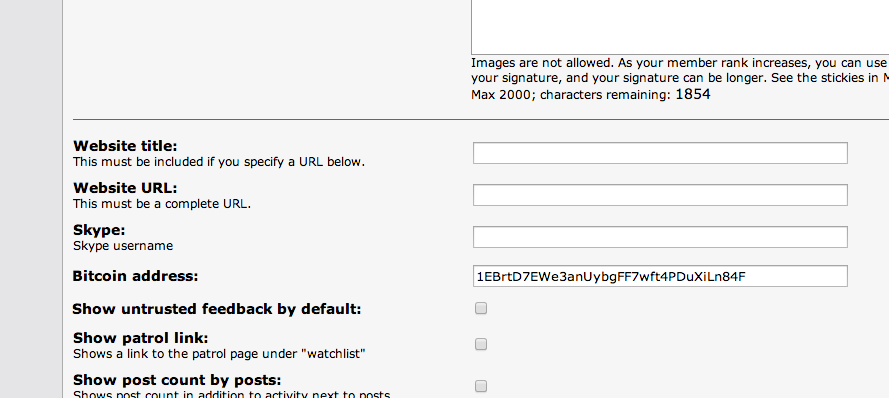 Images are not allowed. As your member rank increases, you can use
your signature, and your signature can be longer. See the stickies in M
Max 2000; characters remaining: 1854
Website title:
This must be included if you specify a URL below.
Website URL:
This must be a complete URL.
Skype:
Skype username
Bitcoin address:
1EBrtD7EWe3anUybgFF7wft4PDuXiLn84F
Show untrusted feedback by default:
Show patrol link:
Shows a link to the patrol page under "watchlist"
Show post count by posts:
Shows post count in addition to activity next to posts